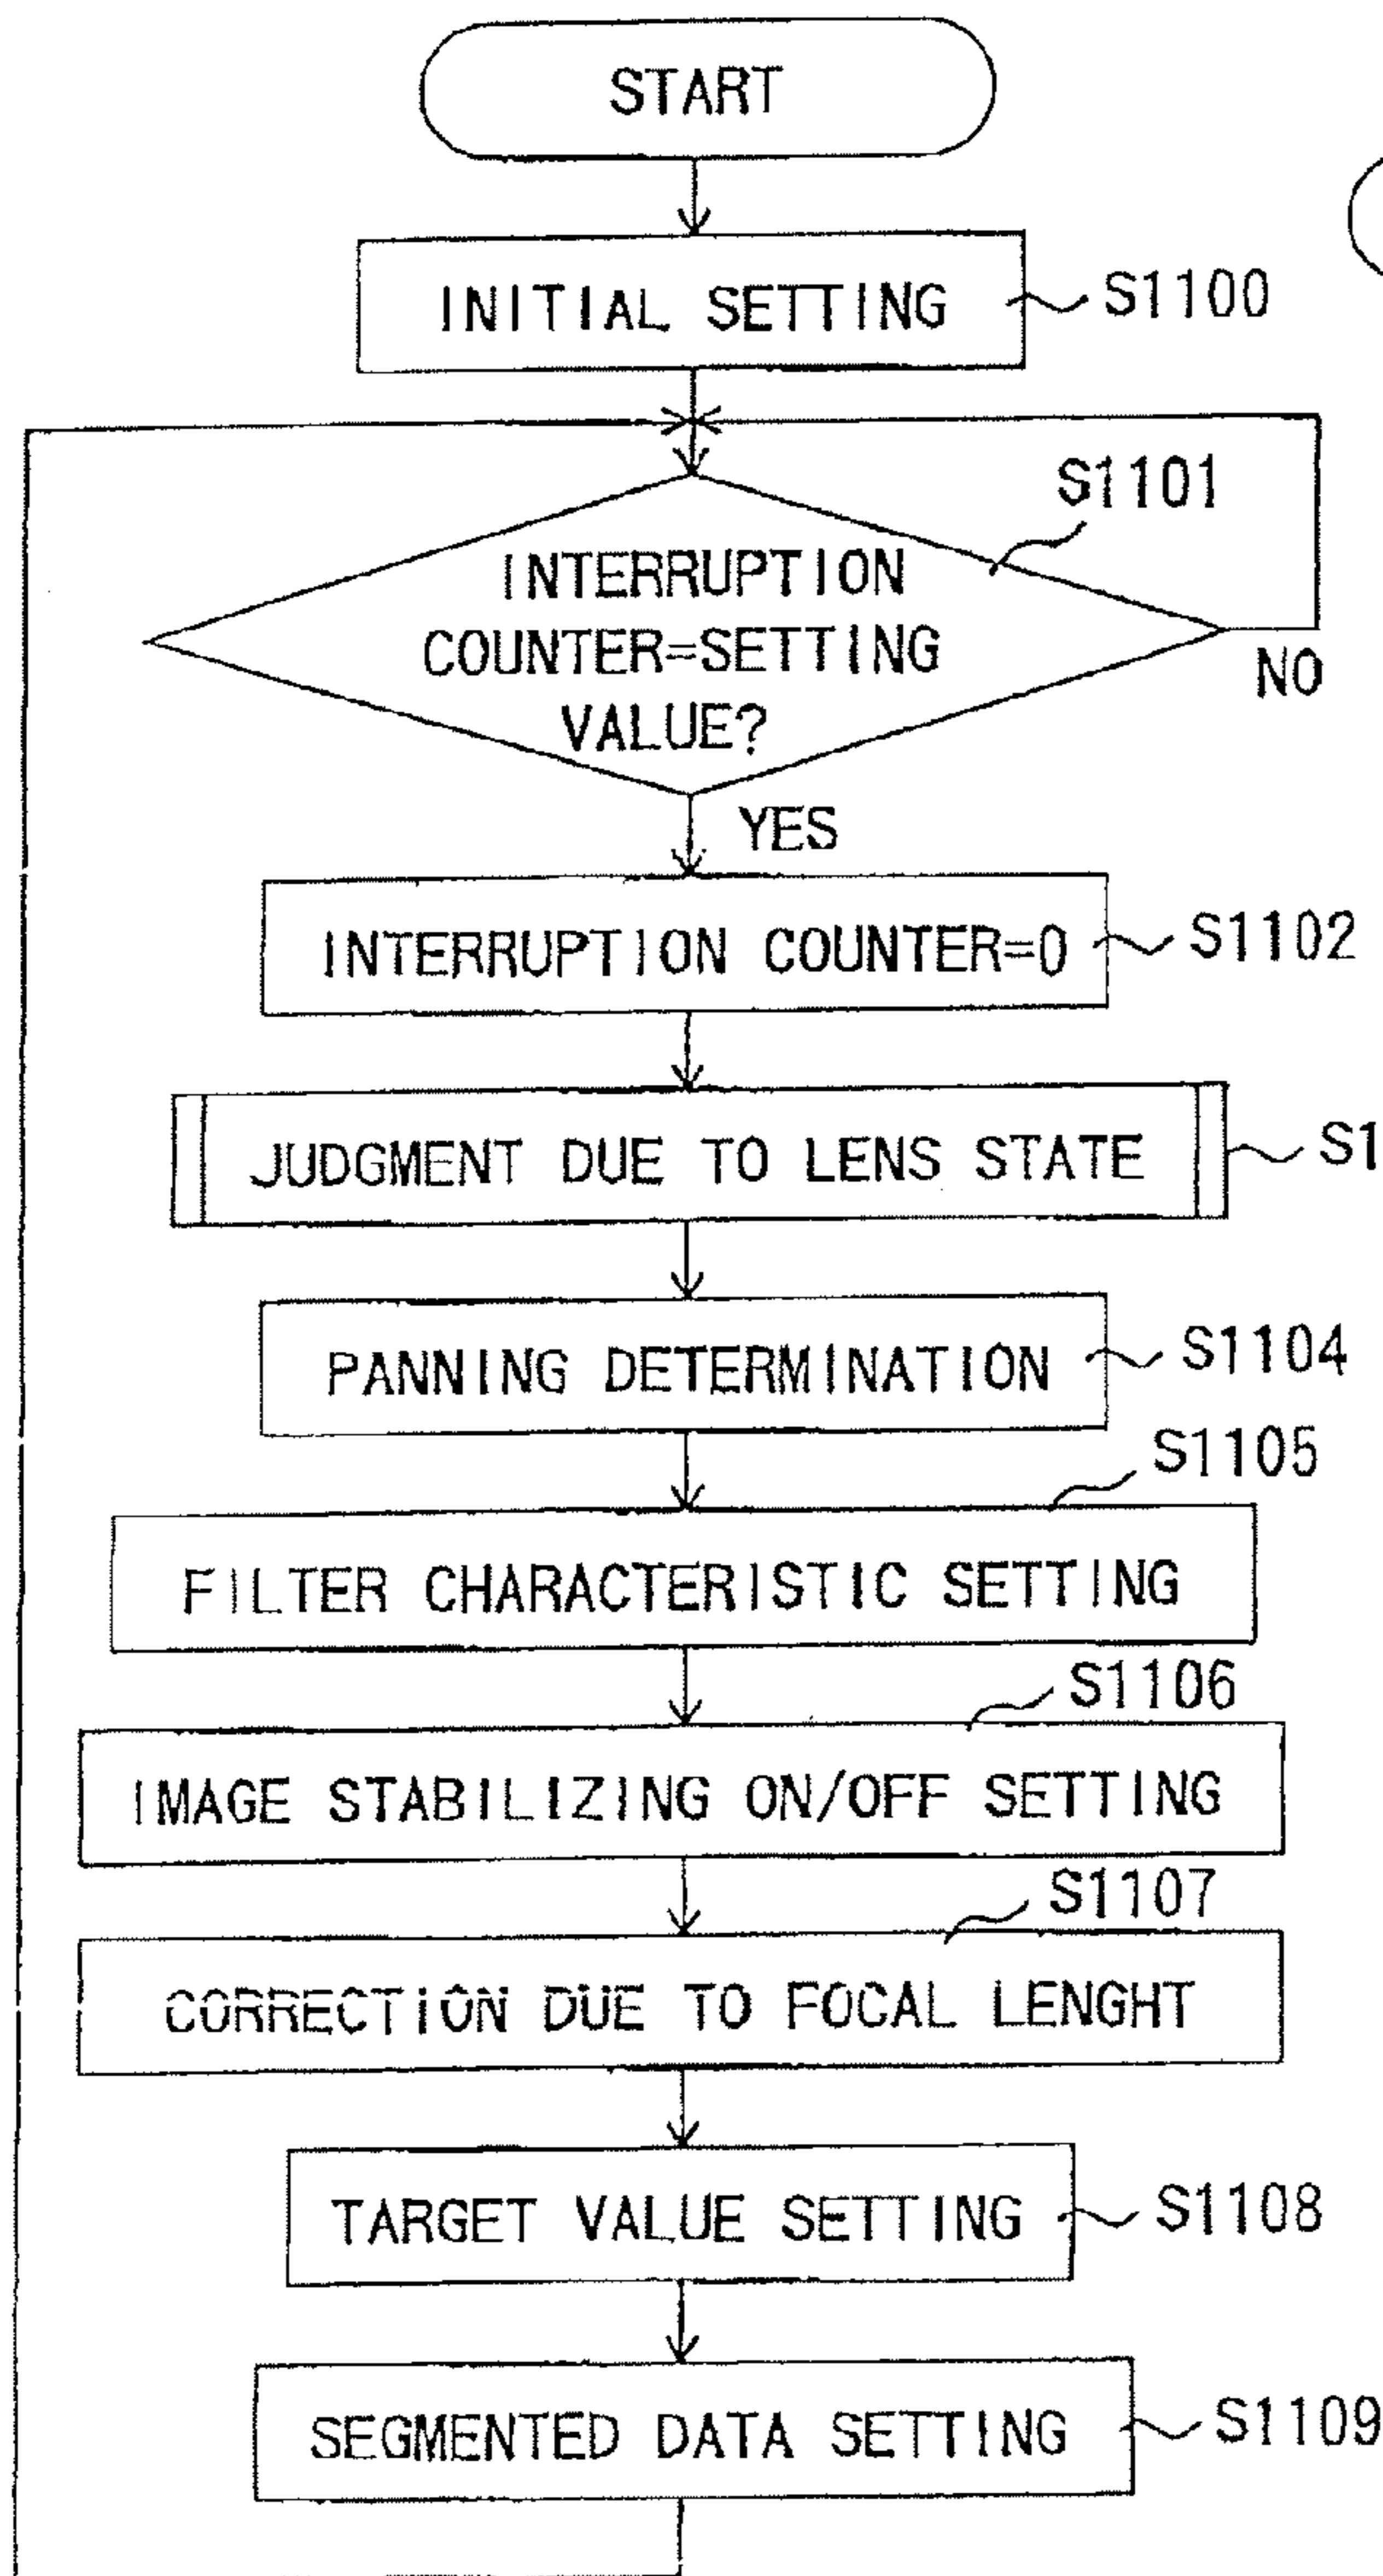 START
INITIAL SETTING
S1100
S1101
INTERRUPTION
COUNTER=SETTING
VALUE?
NO
YES
INTERRUPTION COUNTER=0
S1102
JUDGMENT DUE TO LENS STATE
S1
PANNING DETERMINATION
S1104
S1105
FILTER CHARACTERISTIC SETTING
S1106
IMAGE STABILIZING ON/OFF SETTING
S1107
CORRECTION DUE TO FOCAL LENGHT
TARGET VALUE SETTING
S1108
SEGMENTED DATA SETTING
S1109